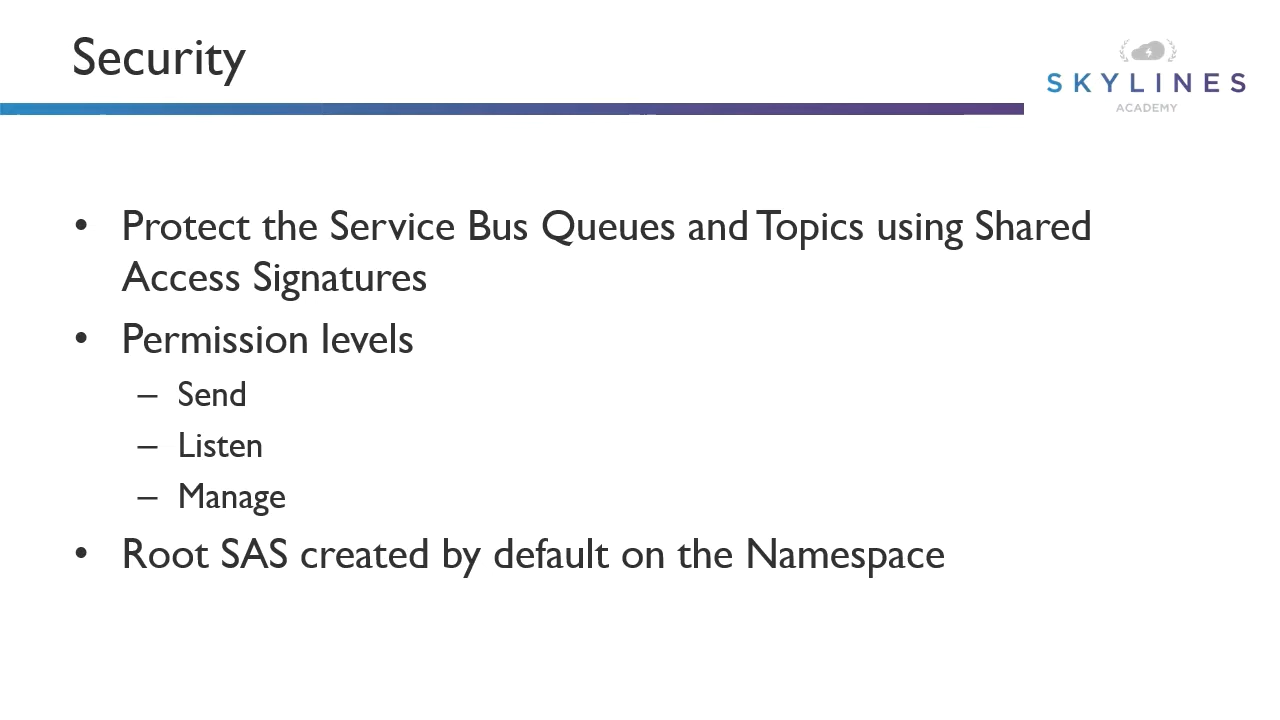 Security
SKYLINES
ACADEMY
• Protect the Service Bus Queues and Topics using Shared
Access Signatures
• Permission levels
– Send
– Listen
– Manage
• Root SAS created by default on the Namespace